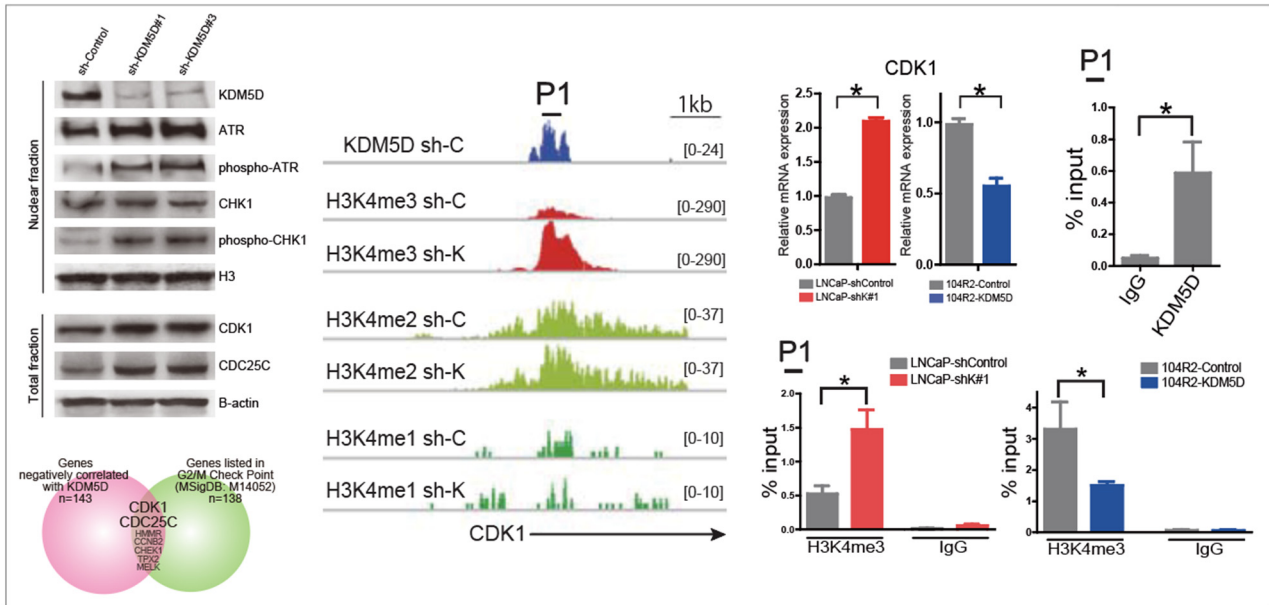 sh-Control
sh-KDM5D#1
sh-KDM5D#3
Nuclear fraction
KDM5D
ATR
phospho-ATR
CHK1
phospho-CHK1
H3
Total fraction
CDK1
CDC25C
B-actin
Genes
negatively correlated
with KDM5D
n=143
Genes listed in
G2/M Check Point
(MSigDB: M14052)
n=138
CDK1
CDC25C
HMMR
CCNB2
CHEK1
TPX2
MELK
P1
1kb
KDM5D sh-C
[0-24]
H3K4me3 sh-C
[0-290]
H3K4me3 sh-K
[0-290]
H3K4me2 sh-C
[0-37]
H3K4me2 sh-K
[0-37]
H3K4me1 sh-C
[0-10]
H3K4me1 sh-K
[0-10]
CDK1
CDK1
Relative mRNA expression
2.5
2.0
1.5
1.0
0.5
0.0
*
LNCaP-shControl
LNCaP-shK#1
Relative mRNA expression
1.0
0.5
0.0
*
104R2-Control
104R2-KDM5D
P1
% input
0.8
0.6
0.4
0.2
0.0
*
IgG
KDM5D
P1
% input
2.0
1.5
1.0
0.5
0.0
*
LNCaP-shControl
LNCaP-shK#1
H3K4me3
IgG
% input
4
3
2
1
0
*
104R2-Control
104R2-KDM5D
H3K4me3
IgG